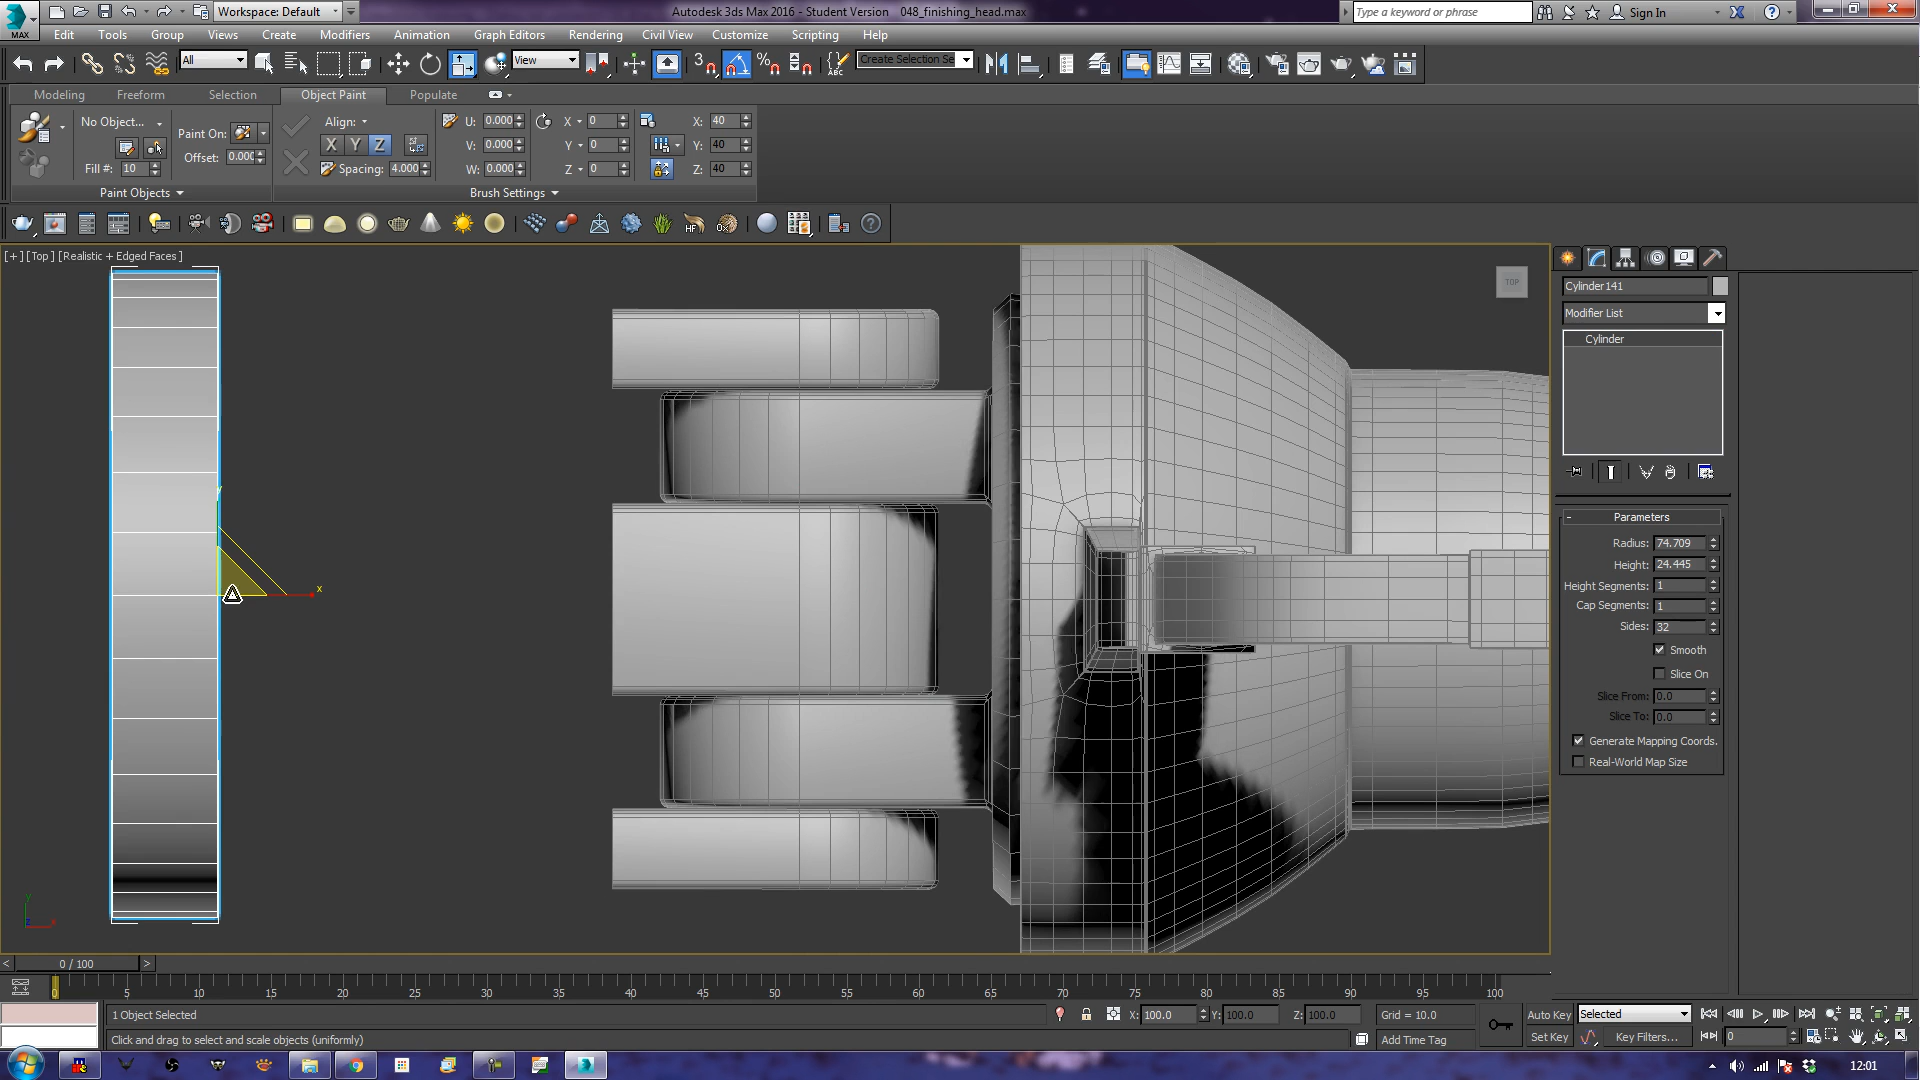 Workspace: Default
Autodesk 3ds Max 2016 - Student Version    048_finishing_head.max
Type a keyword or phrase
Sign In
MAX
Edit  Tools  Group  Views  Create  Modifiers  Animation  Graph Editors  Rendering  Civil View  Customize  Scripting  Help
All
View
3
ABC
Create Selection Se
Modeling  Freeform  Selection  Object Paint  Populate
No Object...  Paint On:  Align:  U: 0.000  X 0  X: 40
X Y Z  V: 0.000  Y 0  Y: 40
Offset: 0.000
Fill #: 10  Spacing: 4.000  W: 0.000  Z 0  Z: 40
Paint Objects  Brush Settings
HF
[+] [Top] [Realistic + Edged Faces]
TOP
y
x
Cylinder141
Modifier List
Cylinder
Parameters
Radius: 74.709
Height: 24.445
Height Segments: 1
Cap Segments: 1
Sides: 32
Smooth
Slice On
Slice From: 0.0
Slice To: 0.0
Generate Mapping Coords.
Real-World Map Size
0 / 100
0 5 10 15 20 25 30 35 40 45 50 55 60 65 70 75 80 85 90 95 100
1 Object Selected  X: 100.0  Y: 100.0  Z: 100.0  Grid = 10.0  Auto Key  Selected
Click and drag to select and scale objects (uniformly)  Add Time Tag  Set Key  Key Filters...  0
12:01